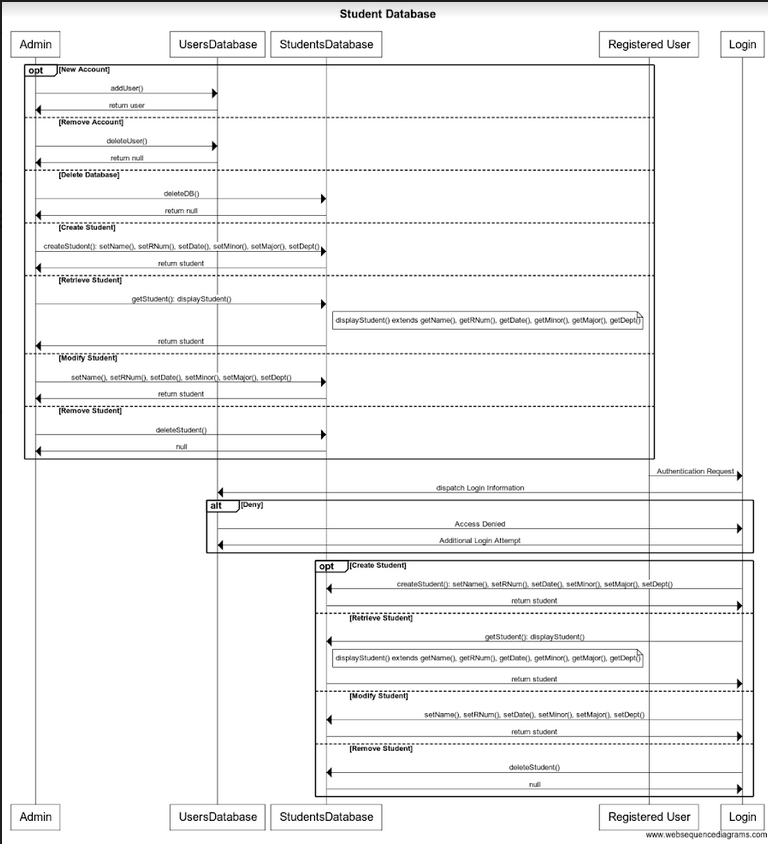 Student Database
Admin UsersDatabase StudentsDatabase Registered User Login
opt [New Account]
addUser()
return user
[Remove Account]
deleteUser()
return null
[Delete Database]
deleteDB()
return null
[Create Student]
createStudent(): setName(), setRNum(), setDate(), setMinor(), setMajor(), setDept()
return student
[Retrieve Student]
getStudent(): displayStudent()
displayStudent() extends getName(), getRNum(), getDate(), getMinor(), getMajor(), getDept()
return student
[Modify Student]
setName(), setRNum(), setDate(), setMinor(), setMajor(), setDept()
return student
[Remove Student]
deleteStudent()
null
Authentication Request
dispatch Login Information
alt [Deny]
Access Denied
Additional Login Attempt
opt [Create Student]
createStudent(): setName(), setRNum(), setDate(), setMinor(), setMajor(), setDept()
return student
[Retrieve Student]
getStudent(): displayStudent()
displayStudent() extends getName(), getRNum(), getDate(), getMinor(), getMajor(), getDept()
return student
[Modify Student]
setName(), setRNum(), setDate(), setMinor(), setMajor(), setDept()
return student
[Remove Student]
deleteStudent()
null
Admin UsersDatabase StudentsDatabase Registered User Login
www.websequencediagrams.com